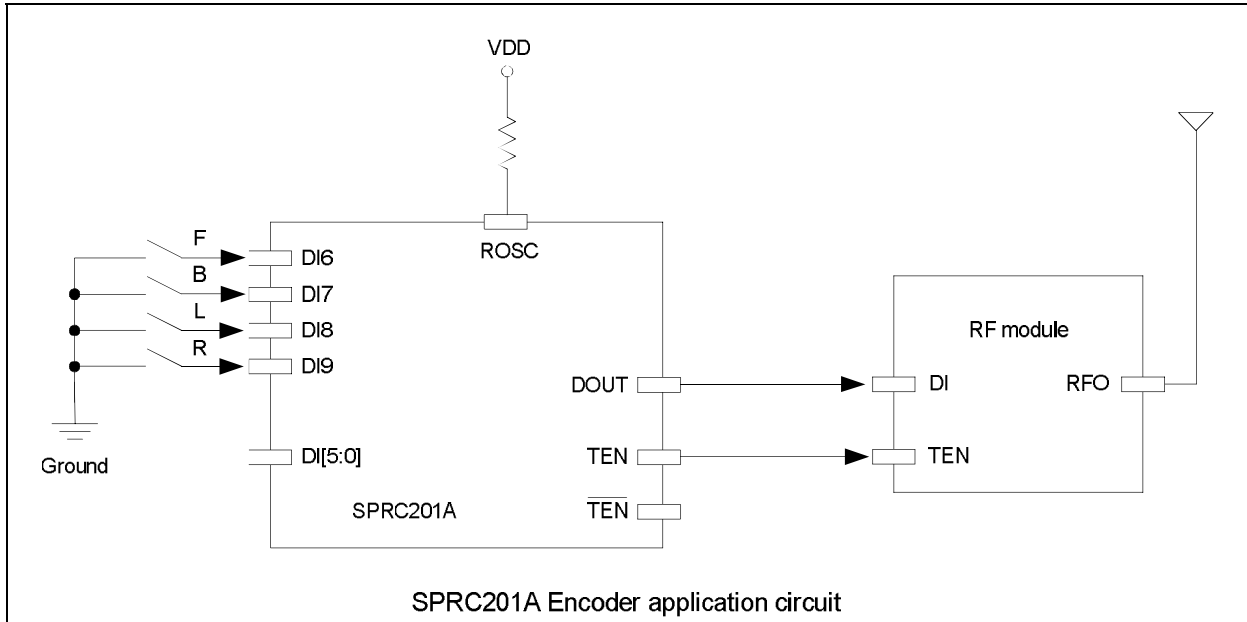 VDD
ROSC
F
DI6
B
DI7
L
DI8
R
DI9
Ground
DI[5:0]
SPRC201A
DOUT
TEN
TEN
RF module
DI
RFO
TEN
SPRC201A Encoder application circuit